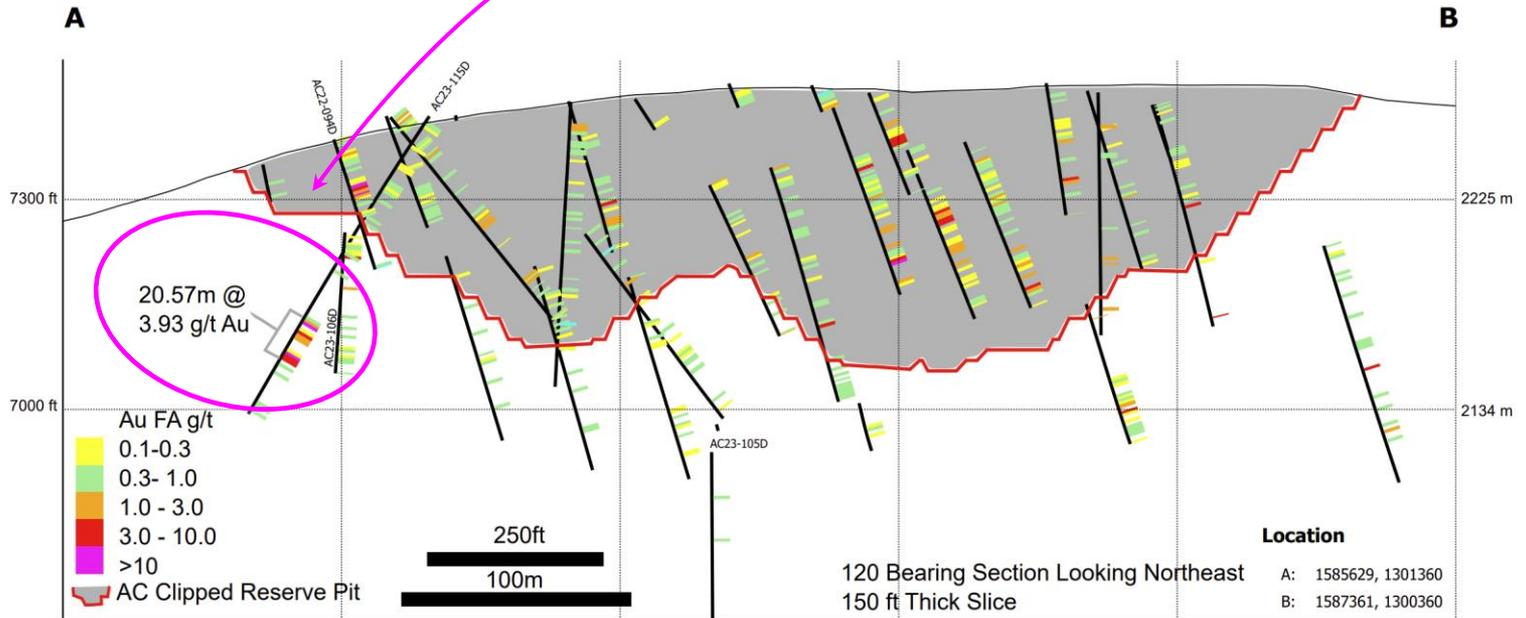 A
B
AC22-094D
AC23-115D
7300 ft
2225 m
20.57m @
3.93 g/t Au
AC23-106D
7000 ft
2134 m
AC23-105D
Au FA g/t
0.1-0.3
0.3- 1.0
1.0 - 3.0
3.0 - 10.0
>10
AC Clipped Reserve Pit
250ft
100m
120 Bearing Section Looking Northeast
150 ft Thick Slice
Location
A: 1585629, 1301360
B: 1587361, 1300360